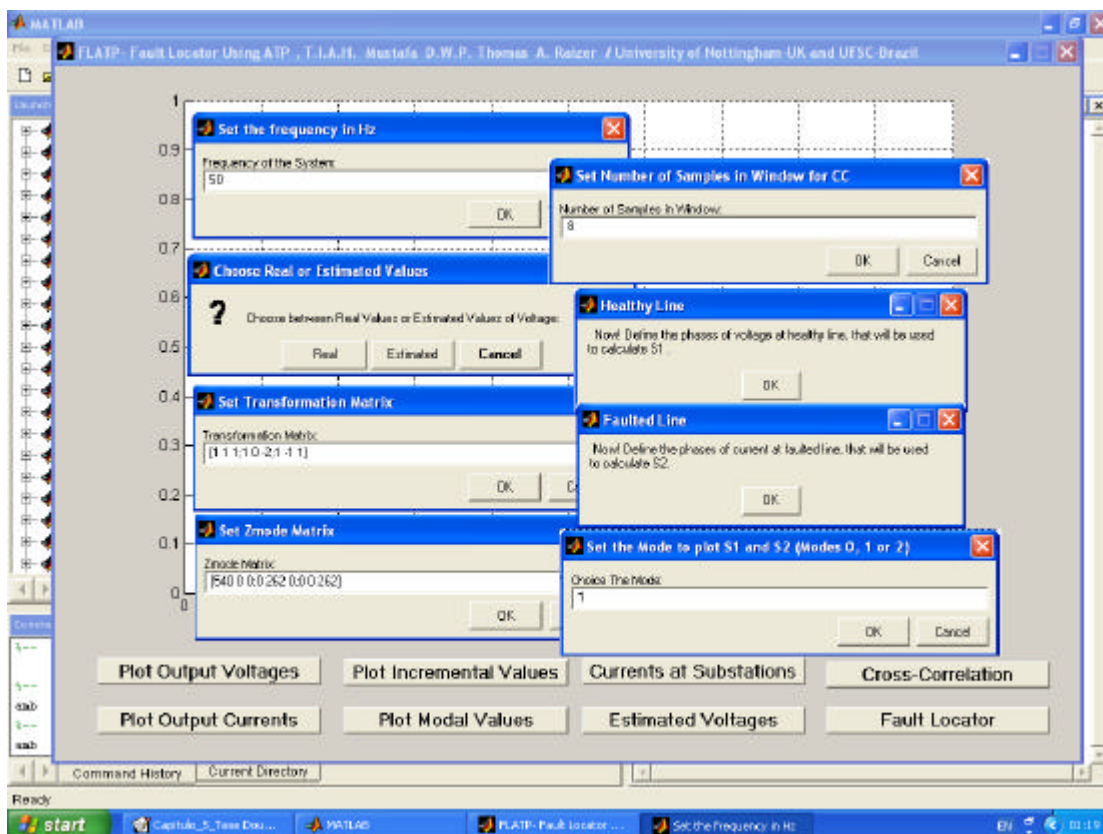 MATLAB
FLATP- Fault Locator Using ATP , T.I.A.H. Mustafa D.W.P. Thomas A. Raizer / University of Nottingham-UK and UFSC-Brazil
1
0.9
0.8
0.7
0.6
0.5
0.4
0.3
0.2
0.1
0
0
Set the frequency in Hz
Frequency of the System:
50
OK
Set Number of Samples in Window for CC
Number of Samples in Window:
8
OK Cancel
Choose Real or Estimated Values
?
Choose between Real Values or Estimated Values of Voltage:
Real Estimated Cancel
Healthy Line
Now! Define the phases of voltage at healthy line, that will be used
to calculate S1.
OK
Set Transformation Matrix
Transformation Matrix:
[1 1 1;1 0 -2;1 -1 1]
OK
Faulted Line
Now! Define the phases of current at faulted line, that will be used
to calculate S2.
OK
Set Zmode Matrix
Zmode Matrix:
[540 0 0;0 262 0;0 0 262]
OK
Set the Mode to plot S1 and S2 (Modes 0, 1 or 2)
Choice The Mode:
1
OK Cancel
Plot Output Voltages Plot Incremental Values Currents at Substations Cross-Correlation
Plot Output Currents Plot Modal Values Estimated Voltages Fault Locator
Command History Current Directory
Ready
start Capitulo_5_Tese Dou... MATLAB FLATP- Fault Locator ... Set the Frequency in Hz EN 01:19